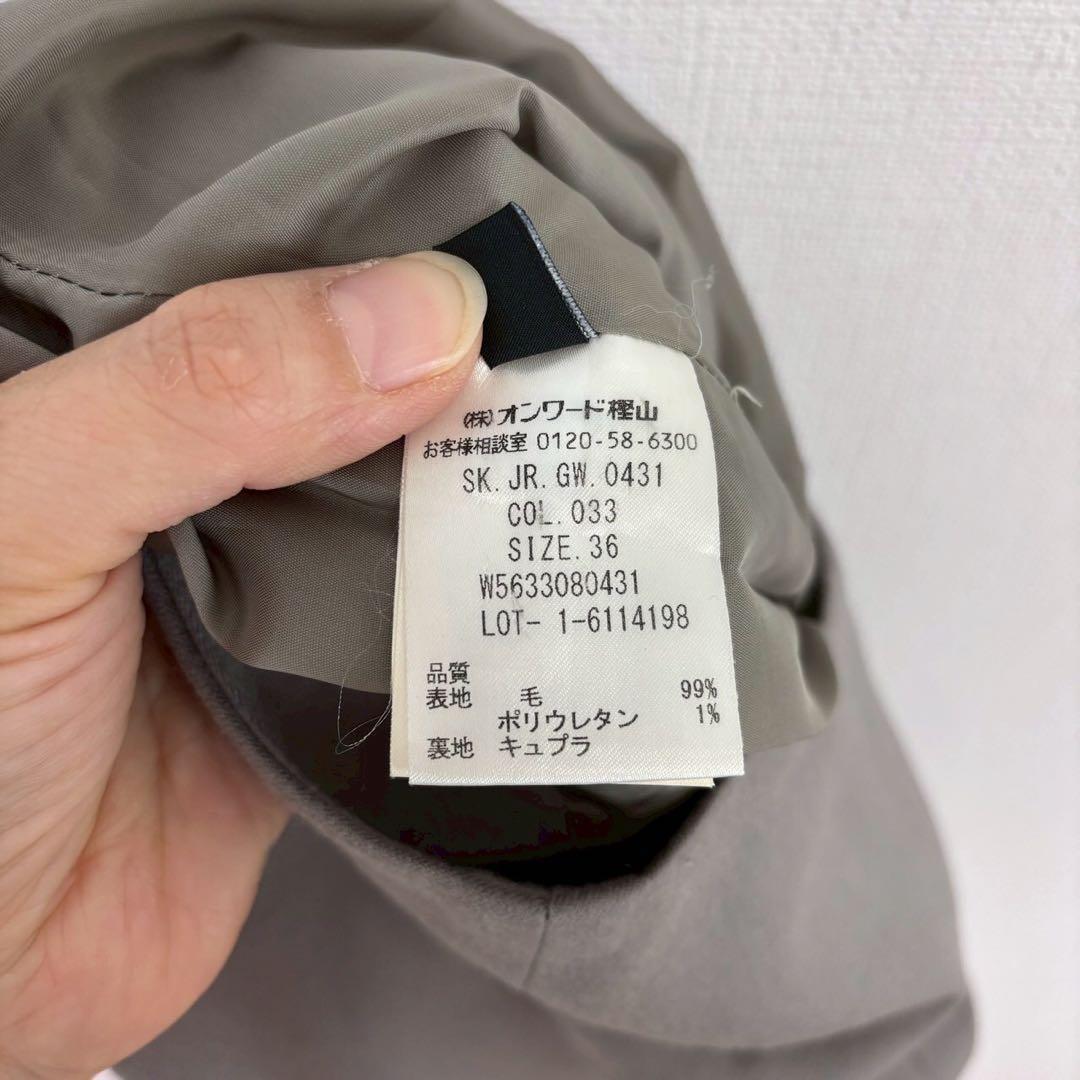 (株)オンワード樫山
お客様相談室 0120-58-6300
SK.JR.GW.0431
COL.033
SIZE.36
W5633080431
LOT- 1-6114198
品質
表地 毛 99%
ポリウレタン 1%
裏地 キュプラ